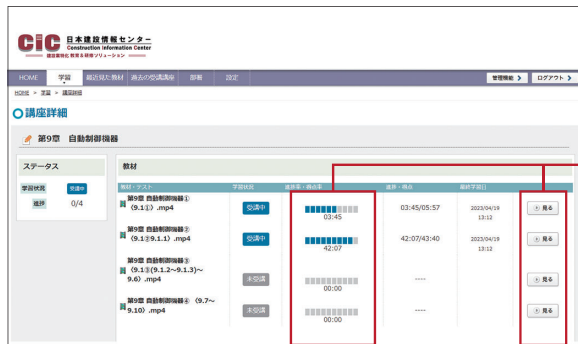 CIC 日本建設情報センター
Construction Information Center
建設業特化 教育&研修ソリューション
HOME 学習 最近見た教材 過去の受講講座 部報 設定 管理機能 ログアウト
HOME > 学習 > 講座詳細
講座詳細
第9章 自動制御機器
ステータス
学習状況 受講中
進捗 0/4
教材
教材・テスト 学習状況 進捗率・得点率 進捗・得点 最終学習日
第9章 自動制御機器①
(9.1①) .mp4
受講中 03:45 03:45/05:57 2023/04/19 13:12 見る
第9章 自動制御機器②
(9.1②9.1.1) .mp4
受講中 42:07 42:07/43:40 2023/04/19 13:12 見る
第9章 自動制御機器③
(9.1③(9.1.2〜9.1.3)〜
9.6) .mp4
未受講 00:00 ---- 見る
第9章 自動制御機器④ (9.7〜
9.10) .mp4
未受講 00:00 ---- 見る